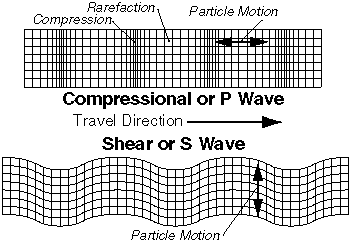 Rarefaction
Compression
Particle Motion
Compressional or P Wave
Travel Direction
Shear or S Wave
Particle Motion